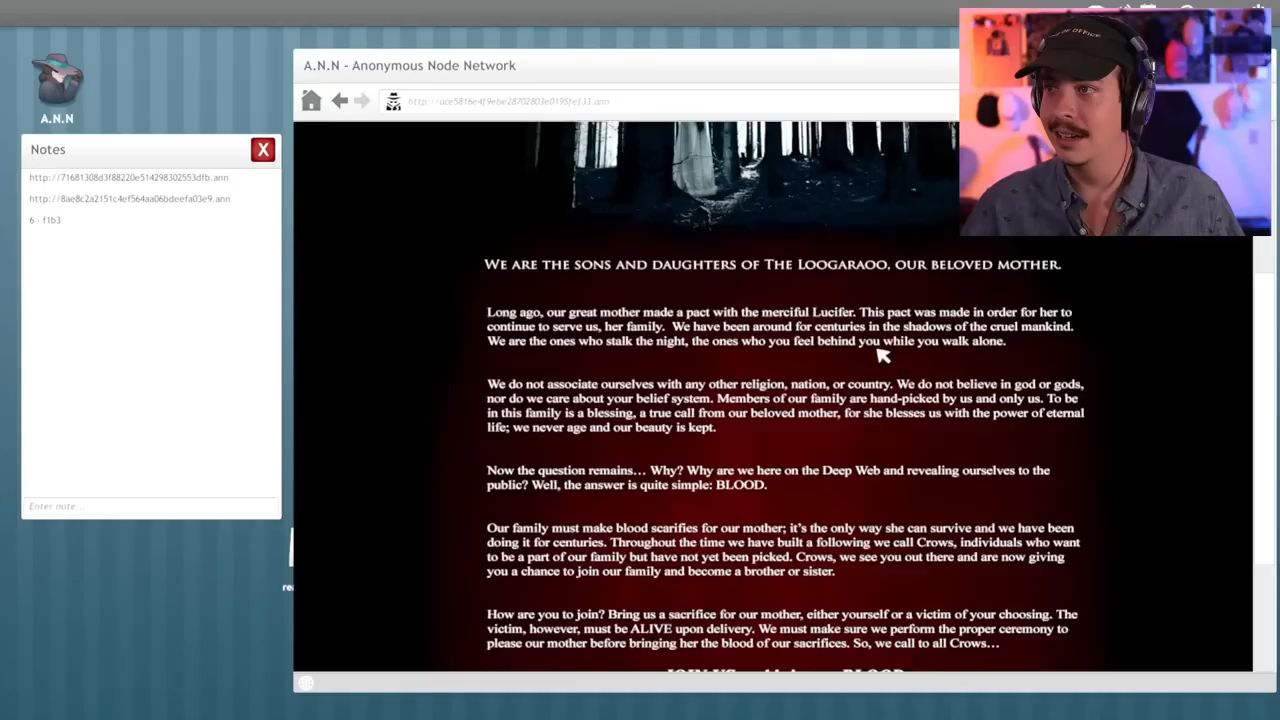 A.N.N
Notes
X
http://71681308d3f88220e514298302553dfb.ann
http://8ae8c2a2151c4ef564aa06bdeefa03e9.ann
6 - f1b3
Enter note...
A.N.N - Anonymous Node Network
http://ace5816e4f9ebe28702803e0195fef33.ann
OF OFFICE
WE ARE THE SONS AND DAUGHTERS OF THE LOOGARAOO, OUR BELOVED MOTHER.
Long ago, our great mother made a pact with the merciful Lucifer. This pact was made in order for her to
continue to serve us, her family. We have been around for centuries in the shadows of the cruel mankind.
We are the ones who stalk the night, the ones who you feel behind you while you walk alone.
We do not associate ourselves with any other religion, nation, or country. We do not believe in god or gods,
nor do we care about your belief system. Members of our family are hand-picked by us and only us. To be
in this family is a blessing, a true call from our beloved mother, for she blesses us with the power of eternal
life; we never age and our beauty is kept.
Now the question remains... Why? Why are we here on the Deep Web and revealing ourselves to the
public? Well, the answer is quite simple: BLOOD.
Our family must make blood scarifies for our mother; it's the only way she can survive and we have been
doing it for centuries. Throughout the time we have built a following we call Crows, individuals who want
to be a part of our family but have not yet been picked. Crows, we see you out there and are now giving
you a chance to join our family and become a brother or sister.
How are you to join? Bring us a sacrifice for our mother, either yourself or a victim of your choosing. The
victim, however, must be ALIVE upon delivery. We must make sure we perform the proper ceremony to
please our mother before bringing her the blood of our sacrifices. So, we call to all Crows...